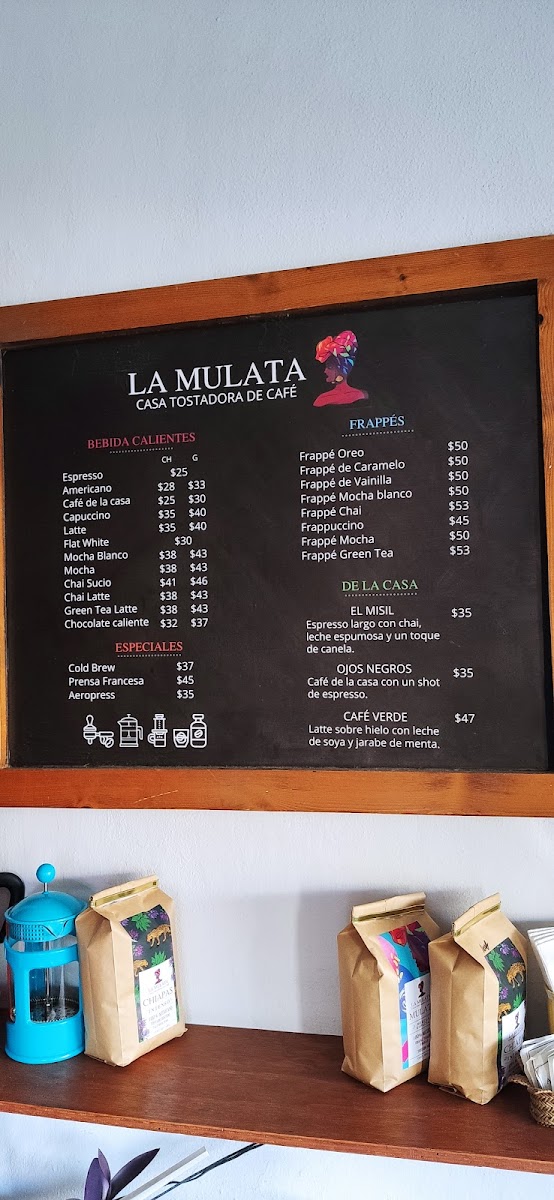 LA MULATA
CASA TOSTADORA DE CAFÉ
BEBIDA CALIENTES
CH G
Espresso $25
Americano $28 $33
Café de la casa $25 $30
Capuccino $35 $40
Latte $35 $40
Flat White $30
Mocha Blanco $38 $43
Mocha $38 $43
Chai Sucio $41 $46
Chai Latte $38 $43
Green Tea Latte $38 $43
Chocolate caliente $32 $37
ESPECIALES
Cold Brew $37
Prensa Francesa $45
Aeropress $35
FRAPPÉS
Frappé Oreo $50
Frappé de Caramelo $50
Frappé de Vainilla $50
Frappé Mocha blanco $50
Frappé Chai $53
Frappuccino $45
Frappé Mocha $50
Frappé Green Tea $53
DE LA CASA
EL MISIL $35
Espresso largo con chai,
leche espumosa y un toque
de canela.
OJOS NEGROS $35
Café de la casa con un shot
de espresso.
CAFÉ VERDE $47
Latte sobre hielo con leche
de soya y jarabe de menta.
CHIAPAS